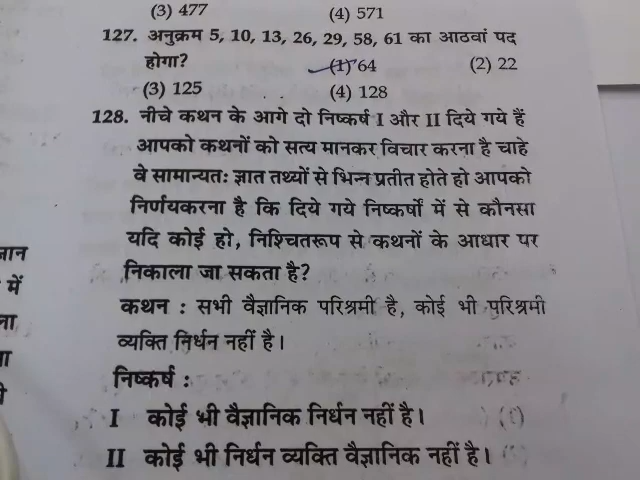 (3) 477 (4) 571
127. अनुक्रम 5, 10, 13, 26, 29, 58, 61 का आठवां पद
होगा? (1) 64 (2) 22
(3) 125 (4) 128
128. नीचे कथन के आगे दो निष्कर्ष I और II दिये गये हैं
आपको कथनों को सत्य मानकर विचार करना है चाहे
वे सामान्यतः ज्ञात तथ्यों से भिन्न प्रतीत होते हो आपको
निर्णयकरना है कि दिये गये निष्कर्षों में से कौनसा
यदि कोई हो, निश्चितरूप से कथनों के आधार पर
निकाला जा सकता है?
कथन : सभी वैज्ञानिक परिश्रमी है, कोई भी परिश्रमी
व्यक्ति निर्धन नहीं है।
निष्कर्ष :
I कोई भी वैज्ञानिक निर्धन नहीं है।
II कोई भी निर्धन व्यक्ति वैज्ञानिक नहीं है।
में